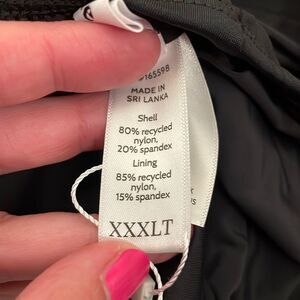 165598
MADE IN
SRI LANKA
Shell
80% recycled
nylon,
20% spandex
Lining
85% recycled
nylon,
15% spandex
XXXLT